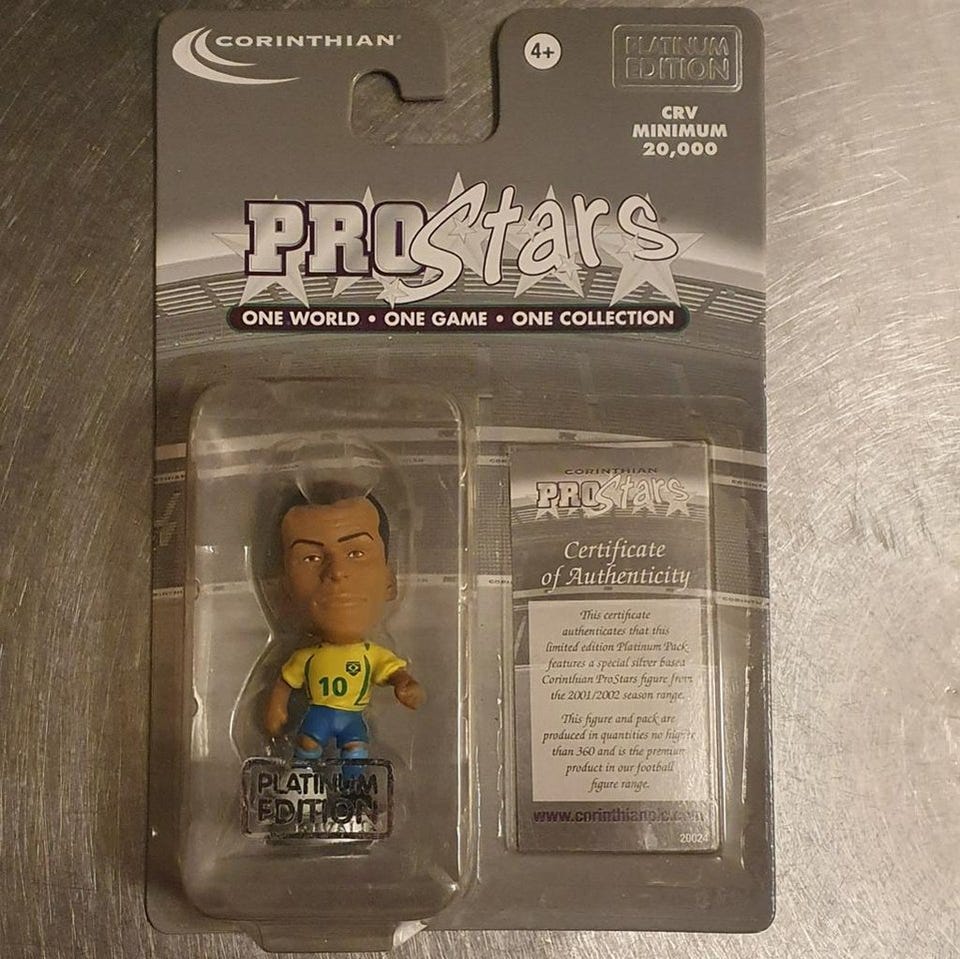 CORINTHIAN
4+
PLATINUM
EDITION
CRV
MINIMUM
20,000
PROStars
ONE WORLD • ONE GAME • ONE COLLECTION
CORINTHIAN
PROStars
Certificate
of Authenticity
This certificate
authenticates that this
limited edition Platinum Pack
features a special silver based
Corinthian ProStars figure from
the 2001/2002 season range.
This figure and pack are
produced in quantities no higher
than 360 and is the premium
product in our football
figure range.
www.corinthianplc.com
20024
10
PLATINUM
EDITION